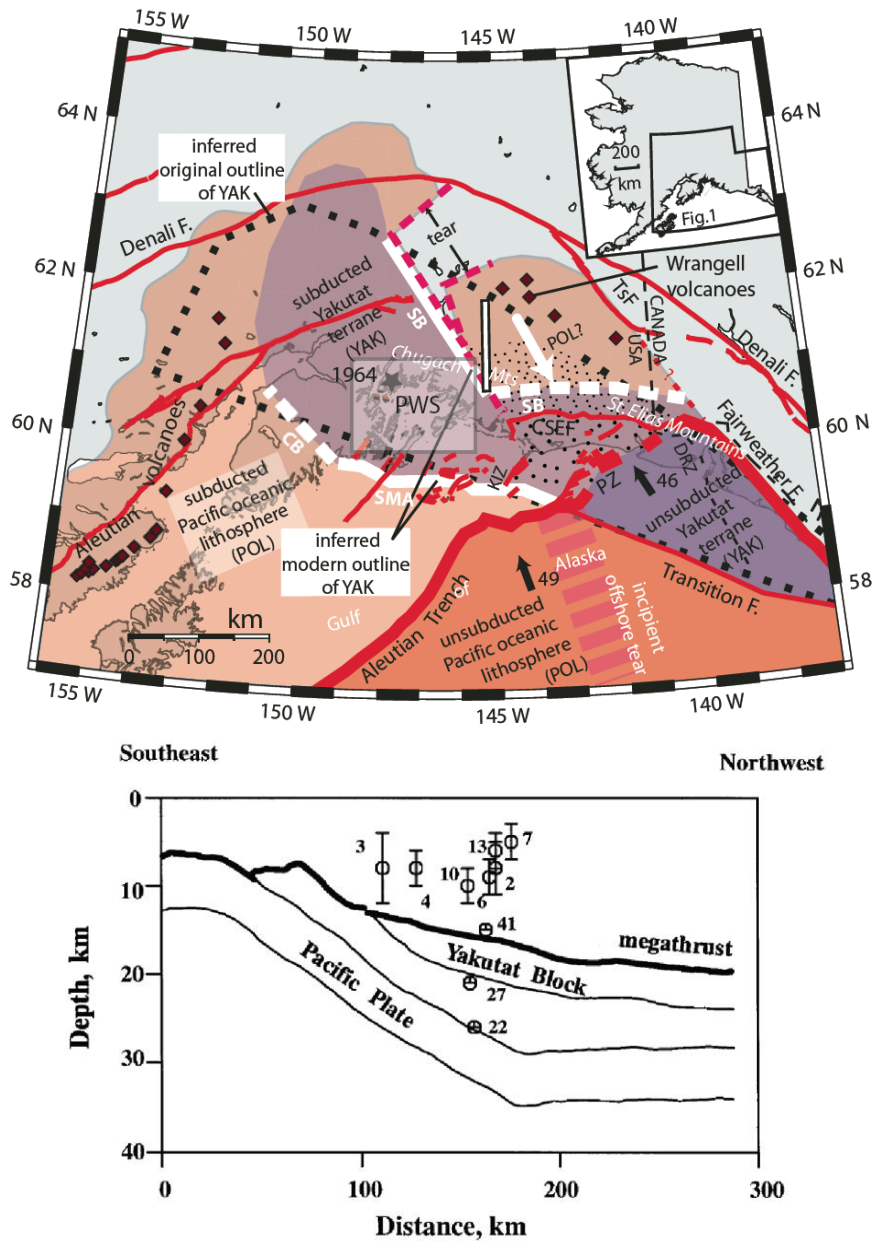 155 W
150 W
145 W
140 W
64 N
64 N
inferred
original outline
of YAK
200
km
Fig.1
Denali F.
tear
62 N
62 N
Wrangell
volcanoes
subducted
Yakutat
terrane
(YAK)
SB
TsF
CANADA
USA
Denali F.
POL?
Chugach Mts
1964
PWS
?
SB
St. Elias Mountains
CSEF
Fairweather F.
60 N
60 N
volcanoes
Aleutian
CB
SMA
KIZ
PZ
DRZ
46
subducted
Pacific oceanic
lithosphere
(POL)
unsubducted
Yakutat
terrane
(YAK)
inferred
modern outline
of YAK
58
58
km
0 100 200
Gulf of Alaska
49
Aleutian Trench
Transition F.
unsubducted
Pacific oceanic
lithosphere
(POL)
incipient
offshore tear
155 W
150 W
145 W
140 W
Southeast
Northwest
0
10
20
30
40
Depth, km
3
4
13
7
10
6
2
41
27
22
megathrust
Yakutat Block
Pacific Plate
0 100 200 300
Distance, km